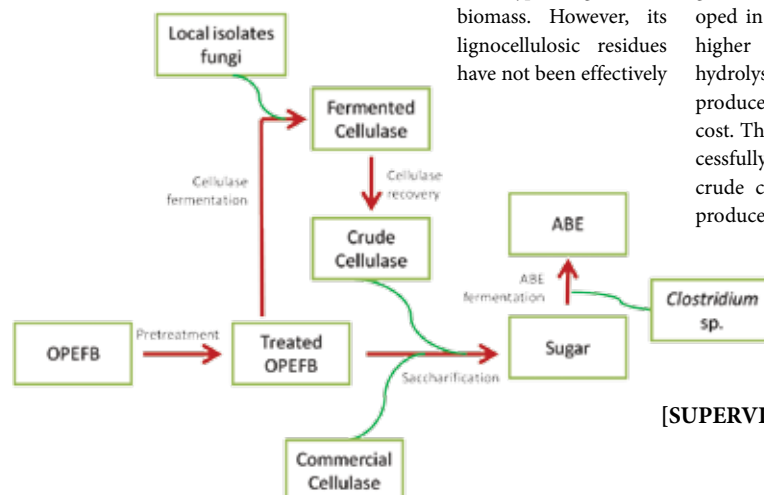 biomass. However, its
lignocellulosic residues
have not been effectively
oped in
higher
hydrolys
produce
cost. Th
cessfully
crude c
produce
Local isolates
fungi
Fermented
Cellulase
Cellulase
fermentation
Cellulase
recovery
Crude
Cellulase
ABE
ABE
fermentation
Clostridium
sp.
OPEFB
Pretreatment
Treated
OPEFB
Saccharification
Sugar
Commercial
Cellulase
[SUPERVI